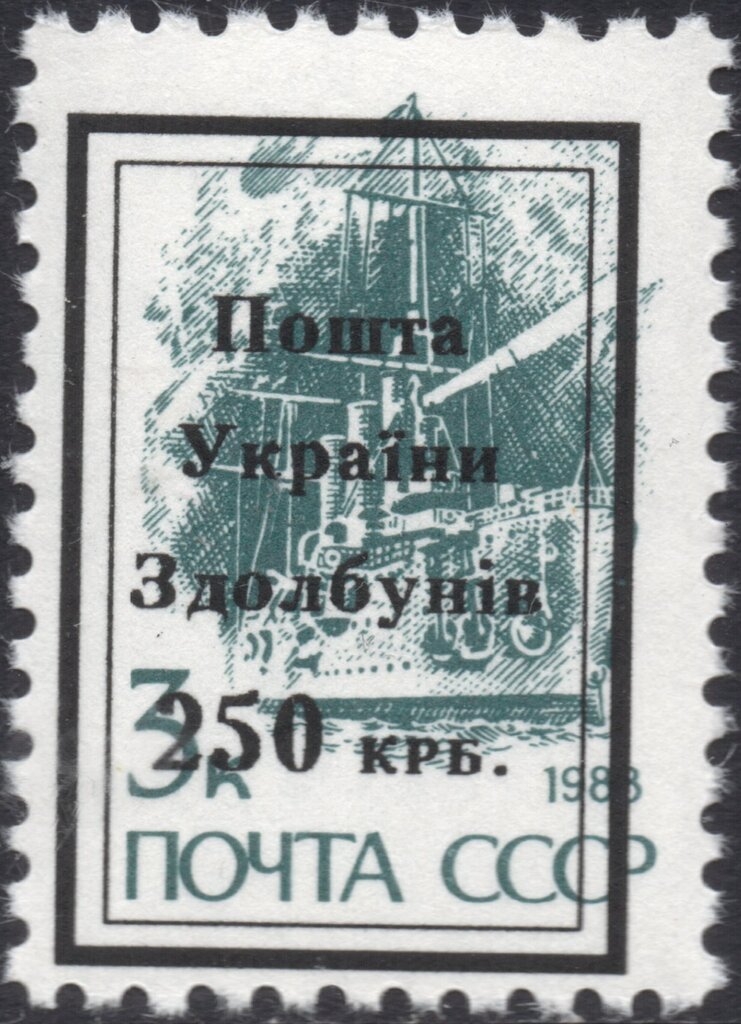 Пошта
України
Здолбунів
250 крб.
3к 1988
ПОЧТА СССР